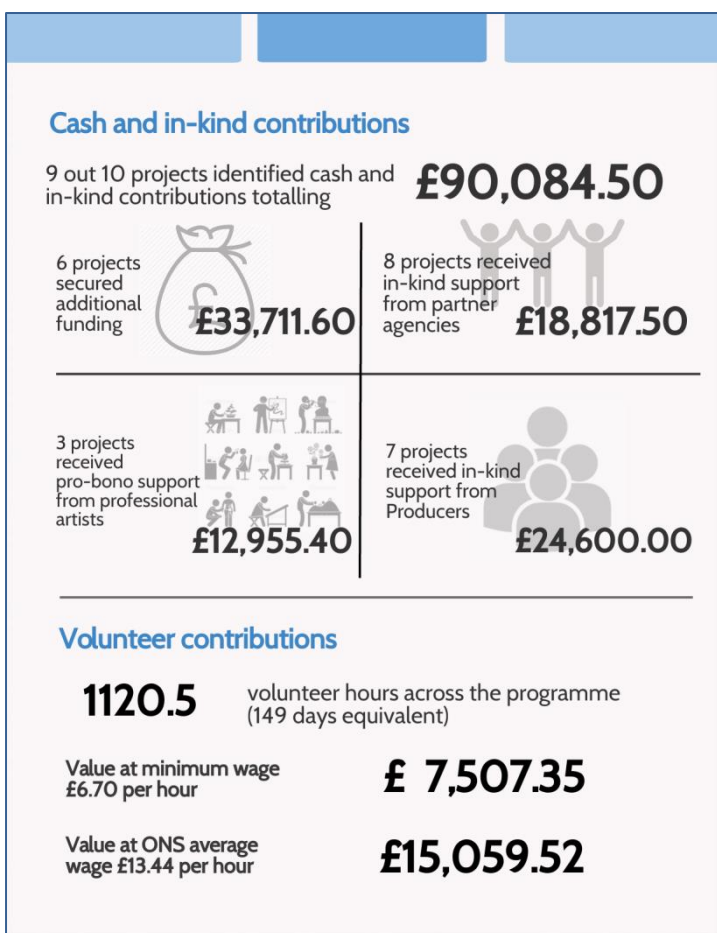 Cash and in-kind contributions
9 out 10 projects identified cash and
in-kind contributions totalling
£90,084.50
6 projects
secured
additional
funding
£
£33,711.60
8 projects received
in-kind support
from partner
agencies
£18,817.50
3 projects
received
pro-bono support
from professional
artists
£12,955.40
7 projects
received in-kind
support from
Producers
£24,600.00
Volunteer contributions
1120.5
volunteer hours across the programme
(149 days equivalent)
Value at minimum wage
£6.70 per hour
£ 7,507.35
Value at ONS average
wage £13.44 per hour
£15,059.52